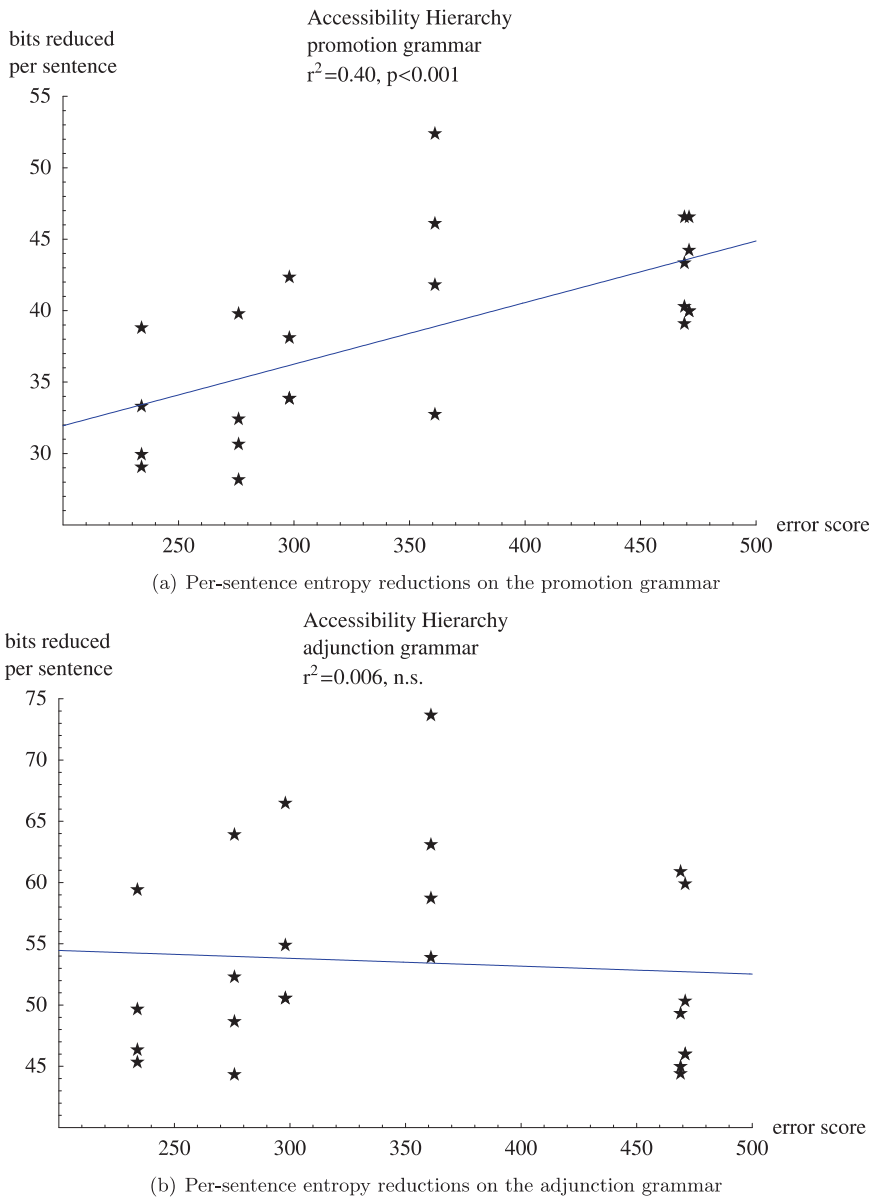 Accessibility Hierarchy
promotion grammar
r²=0.40, p<0.001
bits reduced
per sentence
55
50
45
40
35
30
250 300 350 400 450 500
error score
(a) Per-sentence entropy reductions on the promotion grammar
Accessibility Hierarchy
adjunction grammar
r²=0.006, n.s.
bits reduced
per sentence
75
70
65
60
55
50
45
250 300 350 400 450 500
error score
(b) Per-sentence entropy reductions on the adjunction grammar